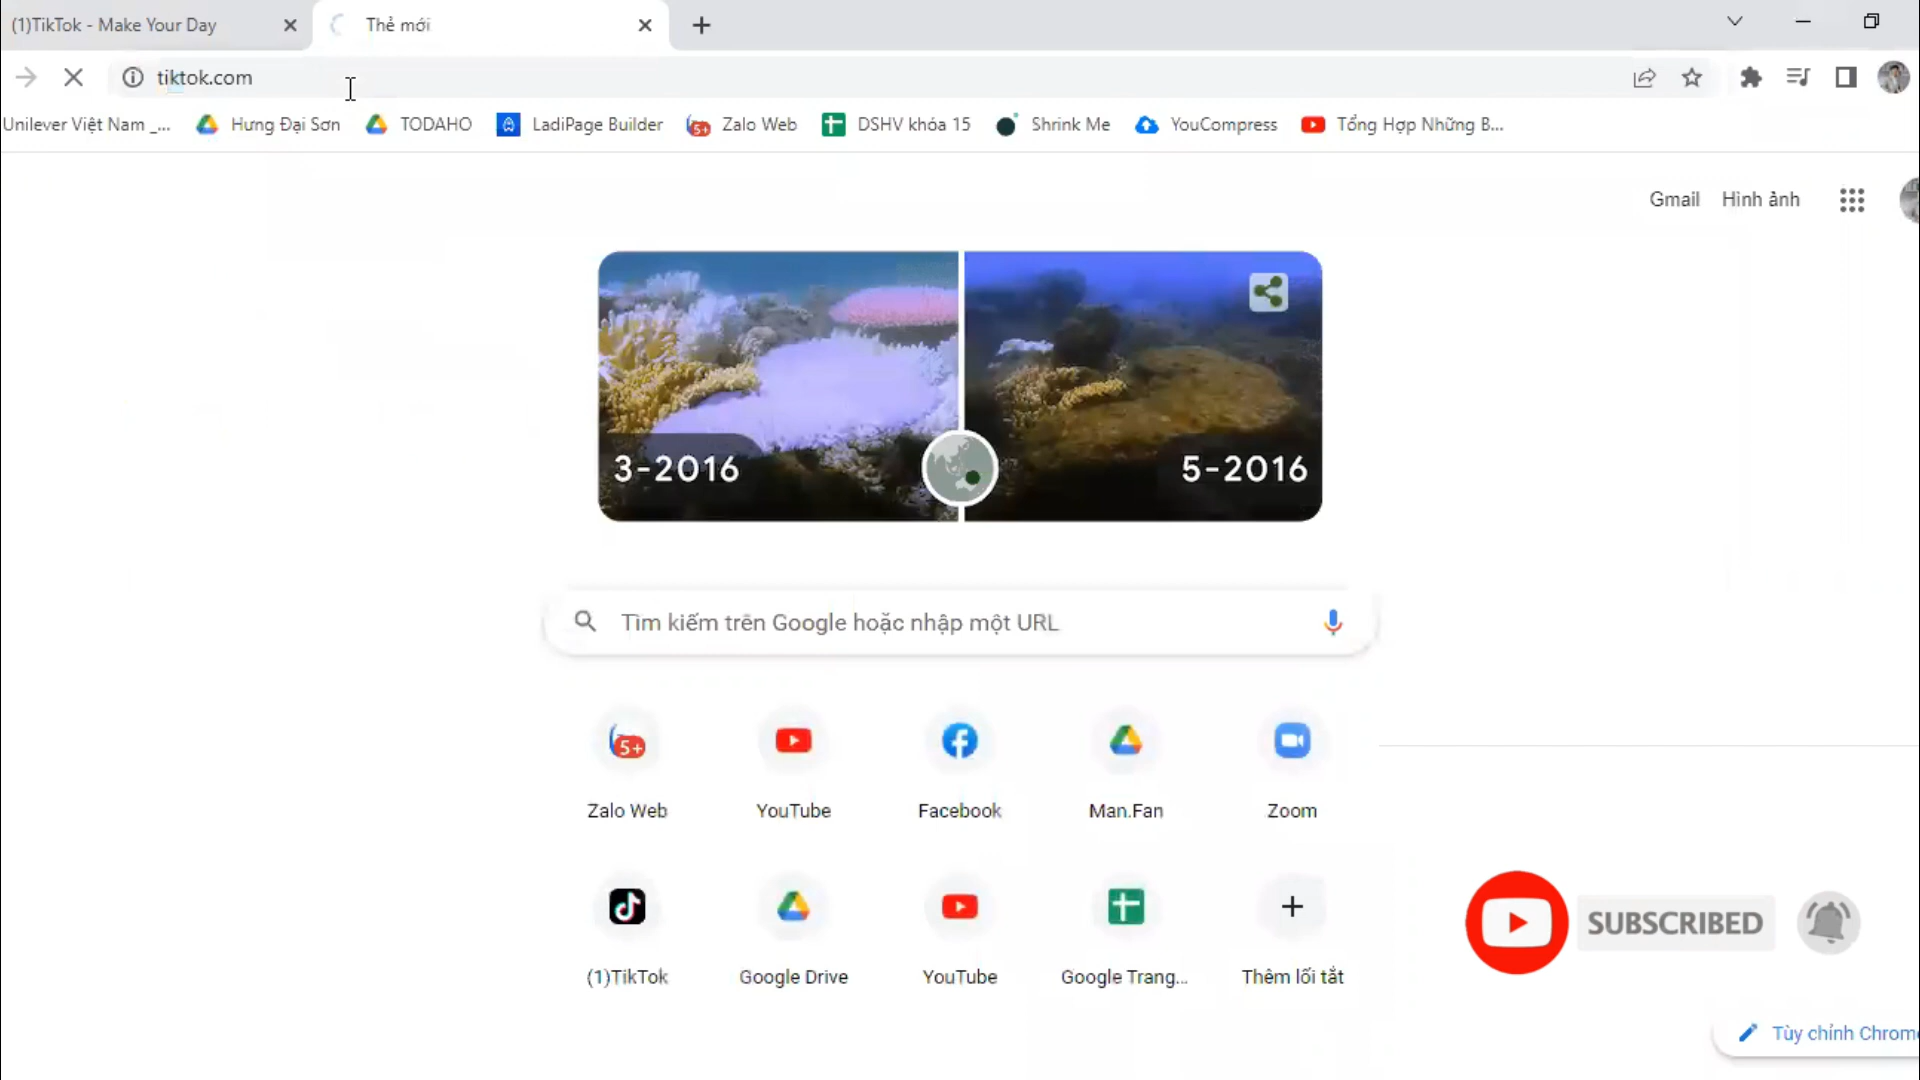 (1)TikTok - Make Your Day
Thẻ mới
tiktok.com
Unilever Việt Nam _...
Hưng Đại Sơn
TODAHO
LadiPage Builder
5+
Zalo Web
DSHV khóa 15
Shrink Me
YouCompress
Tổng Hợp Những B...
Gmail
Hình ảnh
3-2016
5-2016
Tìm kiếm trên Google hoặc nhập một URL
5+
Zalo Web
YouTube
Facebook
Man.Fan
Zoom
(1)TikTok
Google Drive
YouTube
Google Trang...
Thêm lối tắt
SUBSCRIBED
Tùy chỉnh Chrome